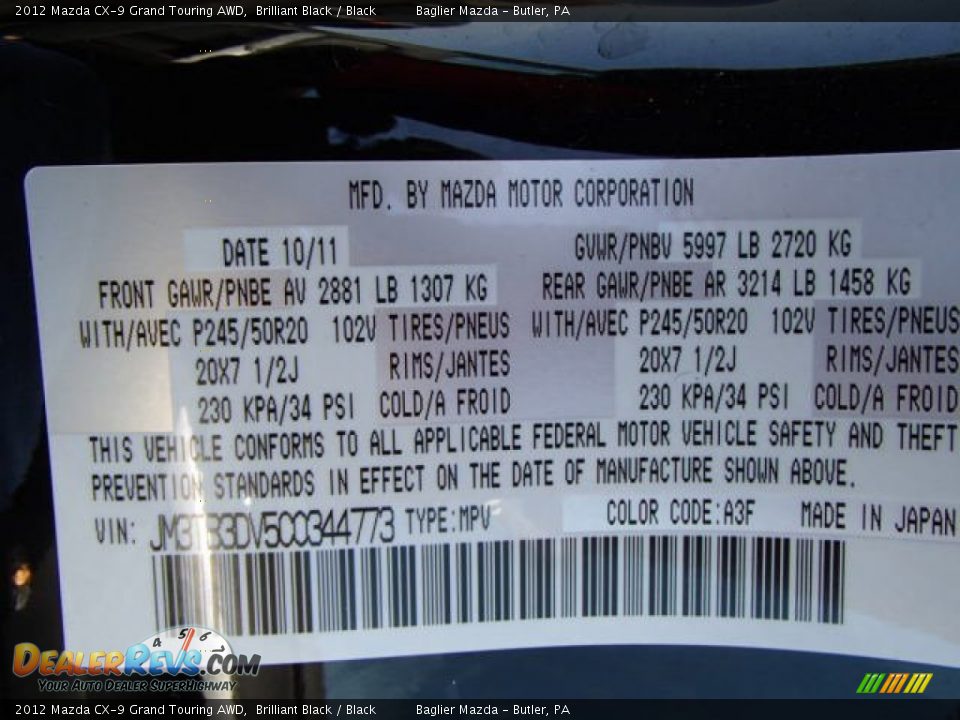 2012 Mazda CX-9 Grand Touring AWD, Brilliant Black / Black Baglier Mazda - Butler, PA
MFD. BY MAZDA MOTOR CORPORATION
DATE 10/11 GVWR/PNBV 5997 LB 2720 KG
FRONT GAWR/PNBE AV 2881 LB 1307 KG REAR GAWR/PNBE AR 3214 LB 1458 KG
WITH/AVEC P245/50R20 102V TIRES/PNEUS WITH/AVEC P245/50R20 102V TIRES/PNEUS
20X7 1/2J RIMS/JANTES 20X7 1/2J RIMS/JANTES
230 KPA/34 PSI COLD/A FROID 230 KPA/34 PSI COLD/A FROID
THIS VEHICLE CONFORMS TO ALL APPLICABLE FEDERAL MOTOR VEHICLE SAFETY AND THEFT
PREVENTION STANDARDS IN EFFECT ON THE DATE OF MANUFACTURE SHOWN ABOVE.
VIN: JM3TB3DV5C0344773 TYPE:MPV COLOR CODE:A3F MADE IN JAPAN
4 5 6
DealerRevs.com
Your Auto Dealer SuperHighway
2012 Mazda CX-9 Grand Touring AWD, Brilliant Black / Black Baglier Mazda - Butler, PA